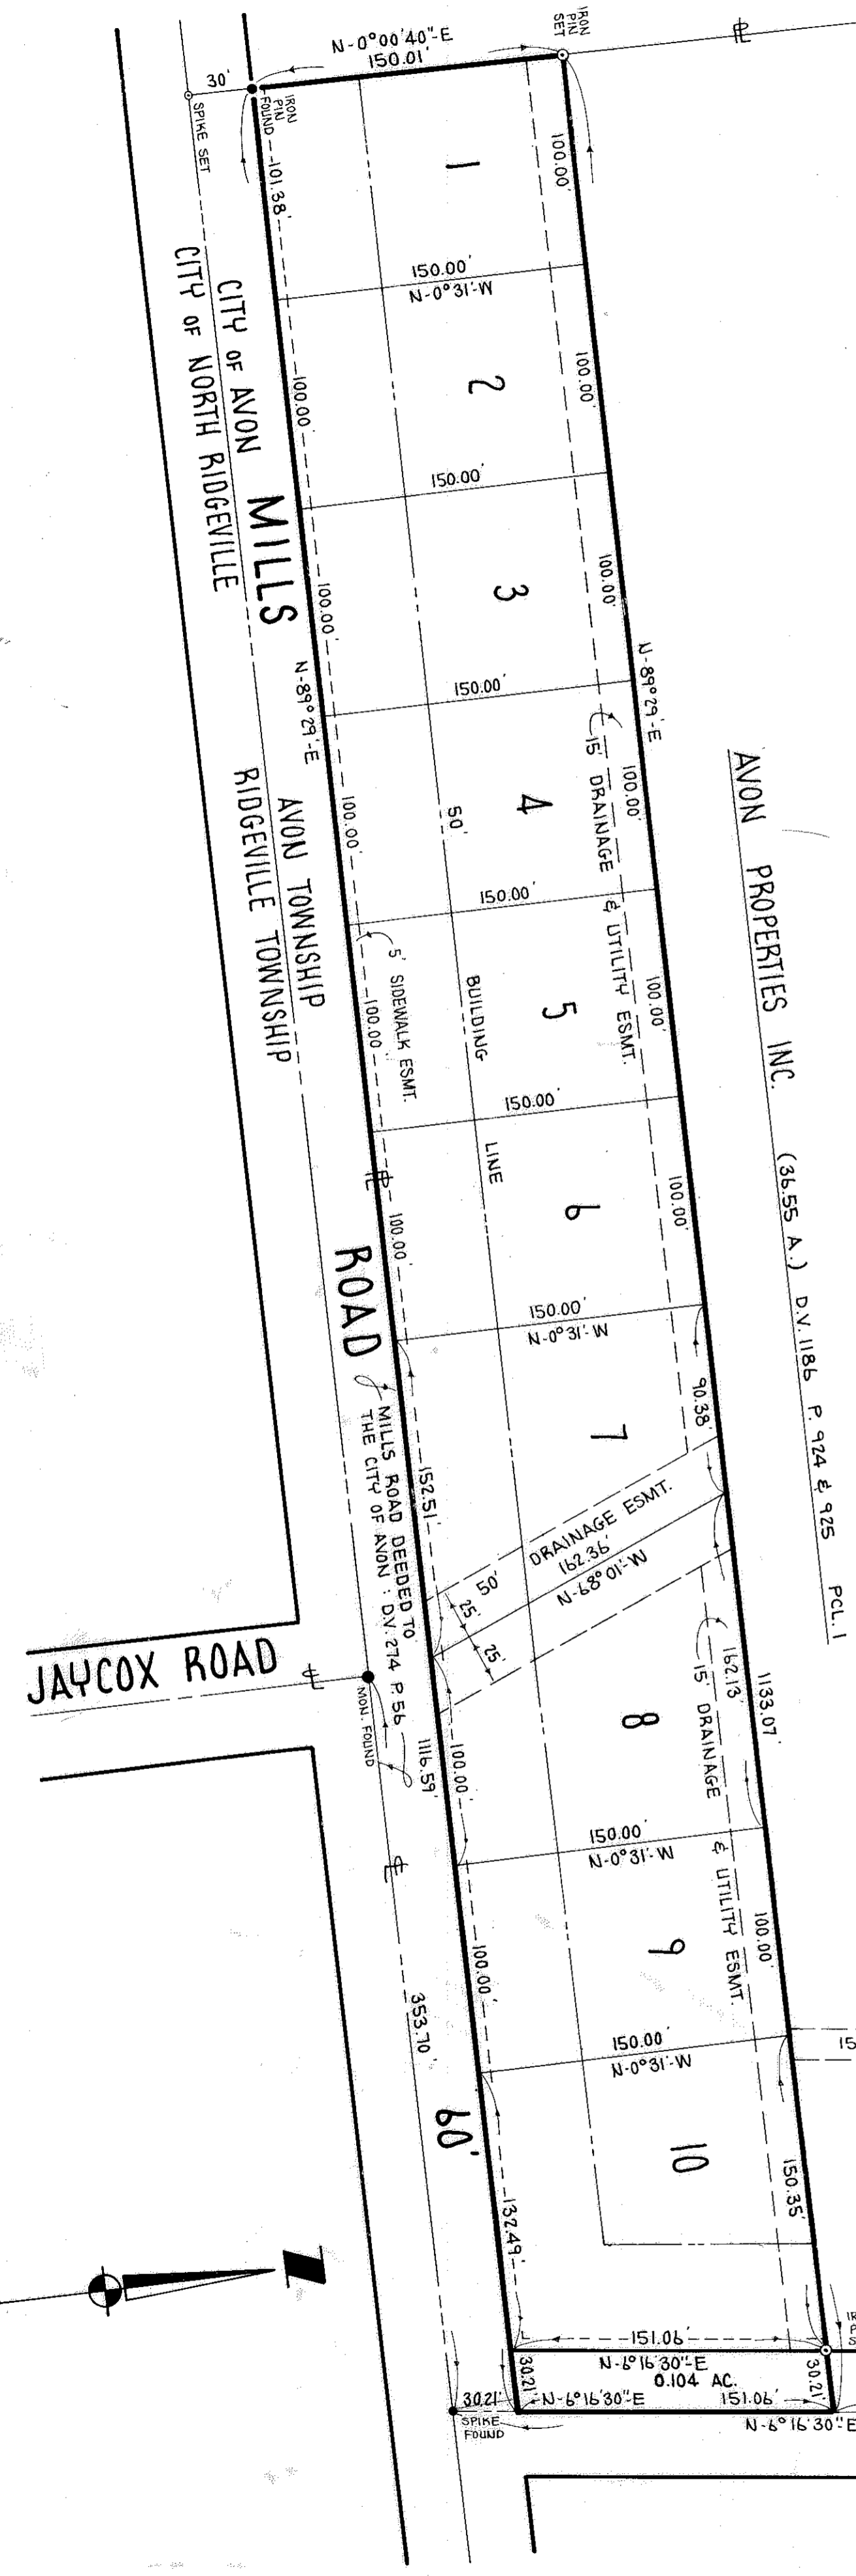 N-0°00'40"-E
150.01'
IRON
PIN
SET
℄
30'
SPIKE SET
IRON
PIN
FOUND
101.38'
1
100.00'
150.00'
N-0°31'-W
100.00'
2
100.00'
150.00'
CITY OF AVON
CITY OF NORTH RIDGEVILLE
MILLS
100.00'
3
100.00'
150.00'
N-89°29'-E
N-89°29'-E
AVON TOWNSHIP
RIDGEVILLE TOWNSHIP
100.00'
50'
4
100.00'
15' DRAINAGE & UTILITY ESMT.
150.00'
AVON PROPERTIES INC. (36.55 A.) D.V. 1186 P. 924 & 925 PCL. 1
5' SIDEWALK ESMT.
100.00
BUILDING
LINE
5
100.00'
150.00'
100.00'
6
100.00'
150.00'
N-0°31'-W
ROAD
MILLS ROAD DEEDED TO
THE CITY OF AVON : D.V. 274 P. 56
152.51'
7
90.38'
50' DRAINAGE ESMT.
162.36'
N-68°01'-W
25'
25'
JAYCOX ROAD
℄
MON. FOUND
1116.59'
100.00'
8
162.13'
1133.07'
15' DRAINAGE & UTILITY ESMT.
150.00'
N-0°31'-W
℄
353.70'
100.00'
9
100.00'
150.00'
N-0°31'-W
15
60'
132.49'
10
150.35'
151.06'
N-6°16'30"-E
0.104 AC.
30.21'
30.21'
30.21'
N-6°16'30"-E
151.06'
SPIKE
FOUND
N-6°16'30"-E